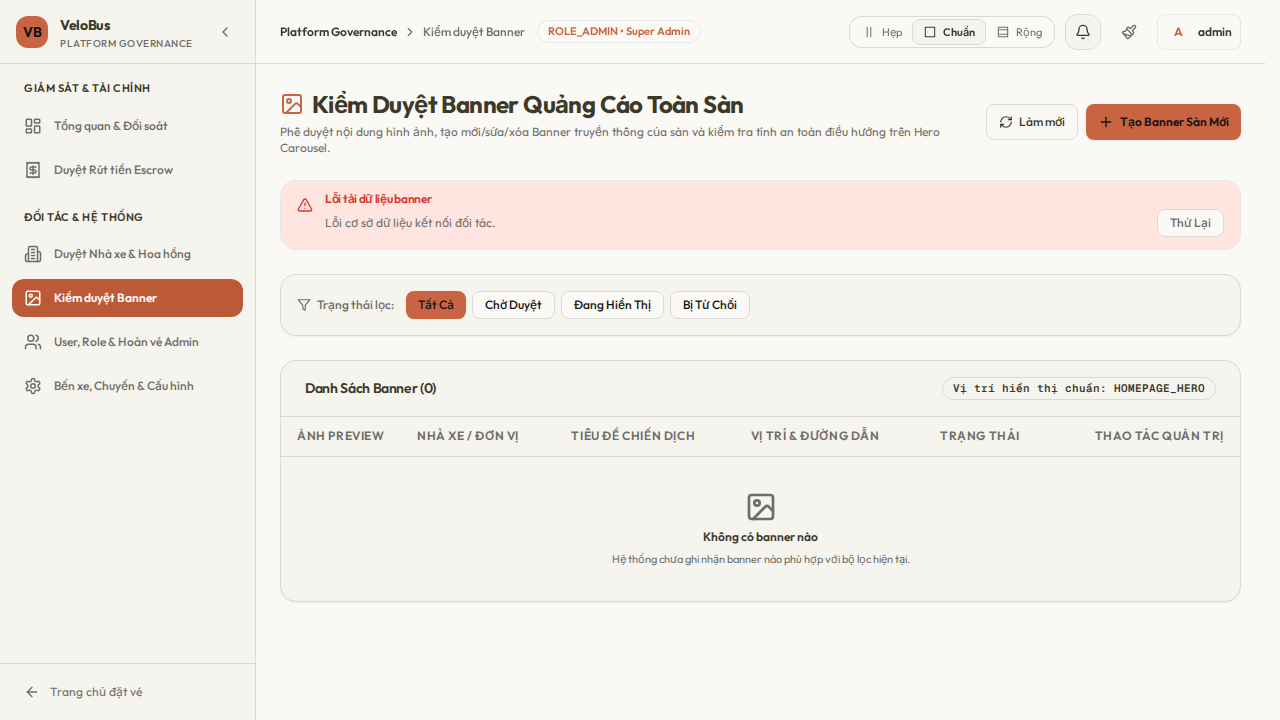 VB
VeloBus
PLATFORM GOVERNANCE
GIÁM SÁT & TÀI CHÍNH
Tổng quan & Đối soát
Duyệt Rút tiền Escrow
ĐỐI TÁC & HỆ THỐNG
Duyệt Nhà xe & Hoa hồng
Kiểm duyệt Banner
User, Role & Hoàn vé Admin
Bến xe, Chuyến & Cấu hình
Trang chủ đặt vé
Platform Governance
Kiểm duyệt Banner
ROLE_ADMIN • Super Admin
Hẹp
Chuẩn
Rộng
A
admin
Kiểm Duyệt Banner Quảng Cáo Toàn Sàn
Phê duyệt nội dung hình ảnh, tạo mới/sửa/xóa Banner truyền thông của sàn và kiểm tra tính an toàn điều hướng trên Hero
Carousel.
Làm mới
Tạo Banner Sàn Mới
Lỗi tải dữ liệu banner
Lỗi cơ sở dữ liệu kết nối đối tác.
Thử Lại
Trạng thái lọc:
Tất Cả
Chờ Duyệt
Đang Hiển Thị
Bị Từ Chối
Danh Sách Banner (0)
Vị trí hiển thị chuẩn: HOMEPAGE_HERO
ẢNH PREVIEW
NHÀ XE / ĐƠN VỊ
TIÊU ĐỀ CHIẾN DỊCH
VỊ TRÍ & ĐƯỜNG DẪN
TRẠNG THÁI
THAO TÁC QUẢN TRỊ
Không có banner nào
Hệ thống chưa ghi nhận banner nào phù hợp với bộ lọc hiện tại.